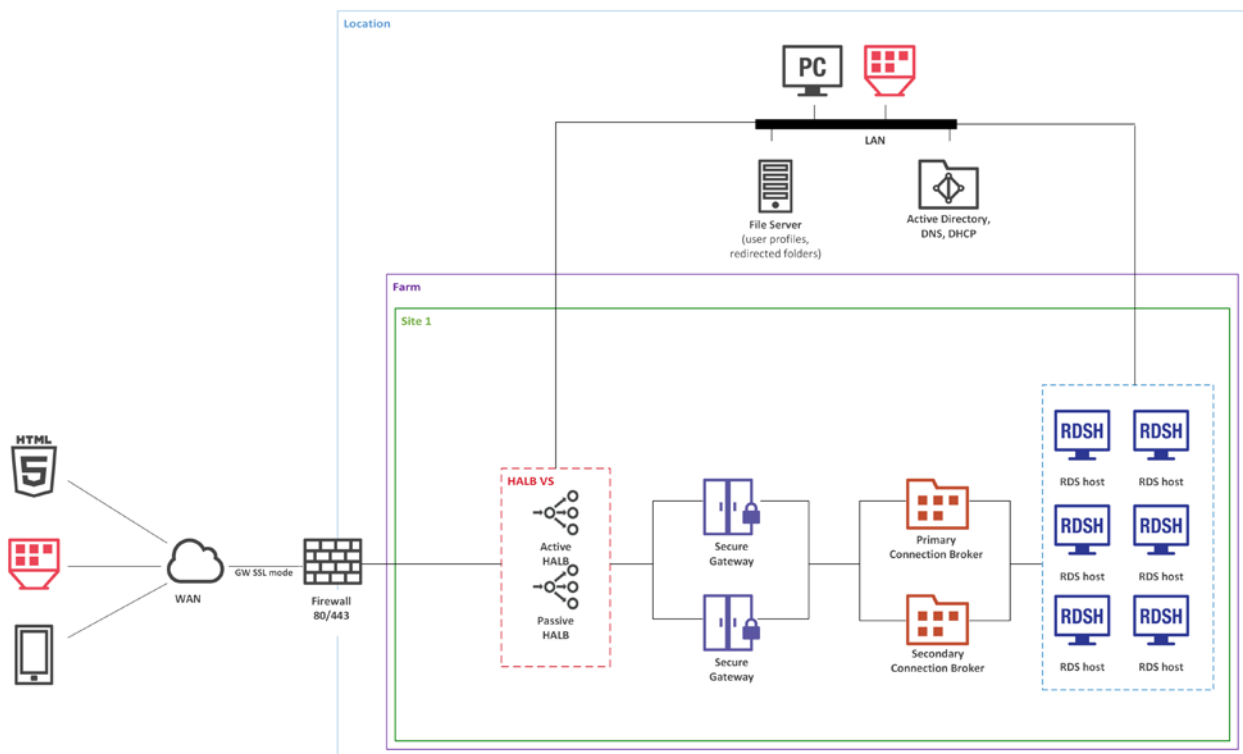 Location
PC
LAN
File Server
(user profiles,
redirected folders)
Active Directory,
DNS, DHCP
Farm
Site 1
HTML
5
WAN
GW SSL mode
Firewall
80/443
HALB VS
Active
HALB
Passive
HALB
Secure
Gateway
Secure
Gateway
Primary
Connection Broker
Secondary
Connection Broker
RDSH
RDSH
RDS host
RDS host
RDSH
RDSH
RDS host
RDS host
RDSH
RDSH
RDS host
RDS host